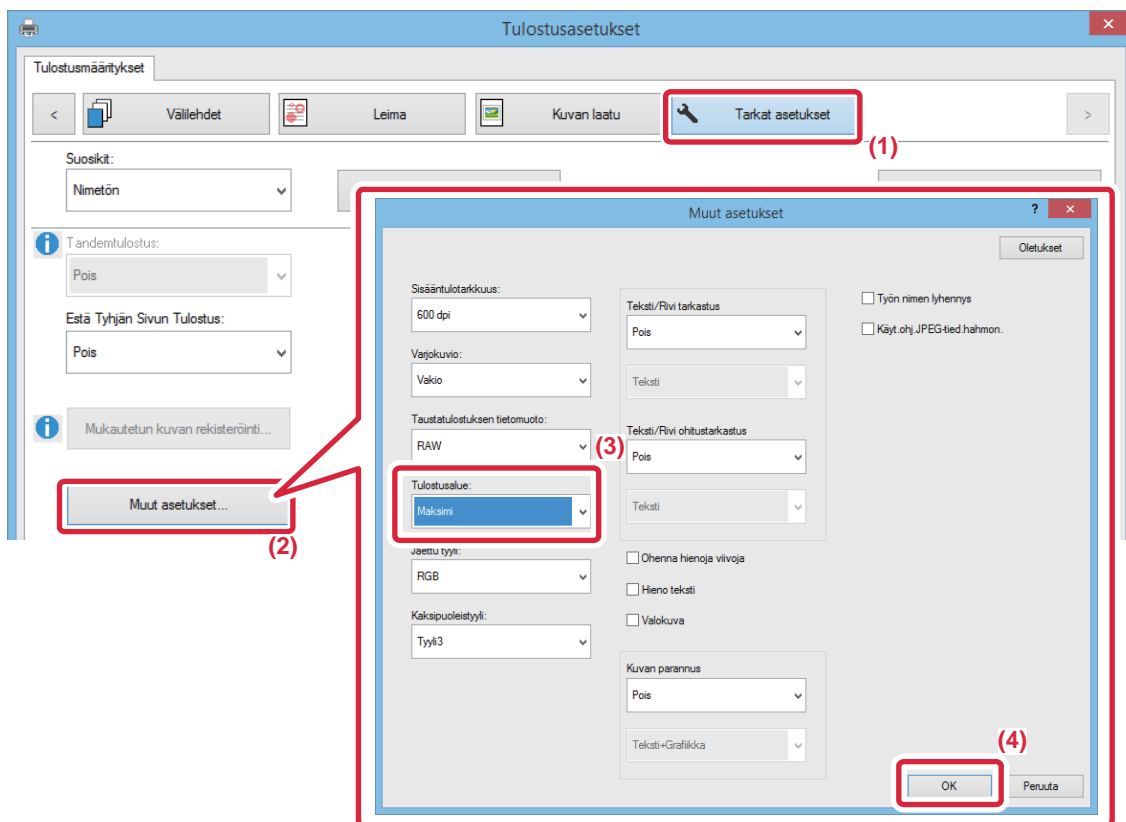 Tulostusasetukset
Tulostusmääritykset
<
Välilehdet
Leima
Kuvan laatu
Tarkat asetukset
>
(1)
Suosikit:
Nimetön
Tandemtulostus:
Pois
Estä Tyhjän Sivun Tulostus:
Pois
Mukautetun kuvan rekisteröinti...
Muut asetukset...
(2)
Muut asetukset
?
Oletukset
Sisääntulotarkkuus:
600 dpi
Varjokuvio:
Vakio
Taustatulostuksen tietomuoto:
RAW
(3)
Tulostusalue:
Maksimi
Jaettu tyyli:
RGB
Kaksipuoleistyyli:
Tyyli3
Teksti/Rivi tarkastus
Pois
Teksti
Teksti/Rivi ohitustarkastus
Pois
Teksti
Ohenna hienoja viivoja
Hieno teksti
Valokuva
Kuvan parannus
Pois
Teksti+Grafiikka
Työn nimen lyhennys
Käyt.ohj.JPEG-tied.hahmon.
(4)
OK
Peruuta